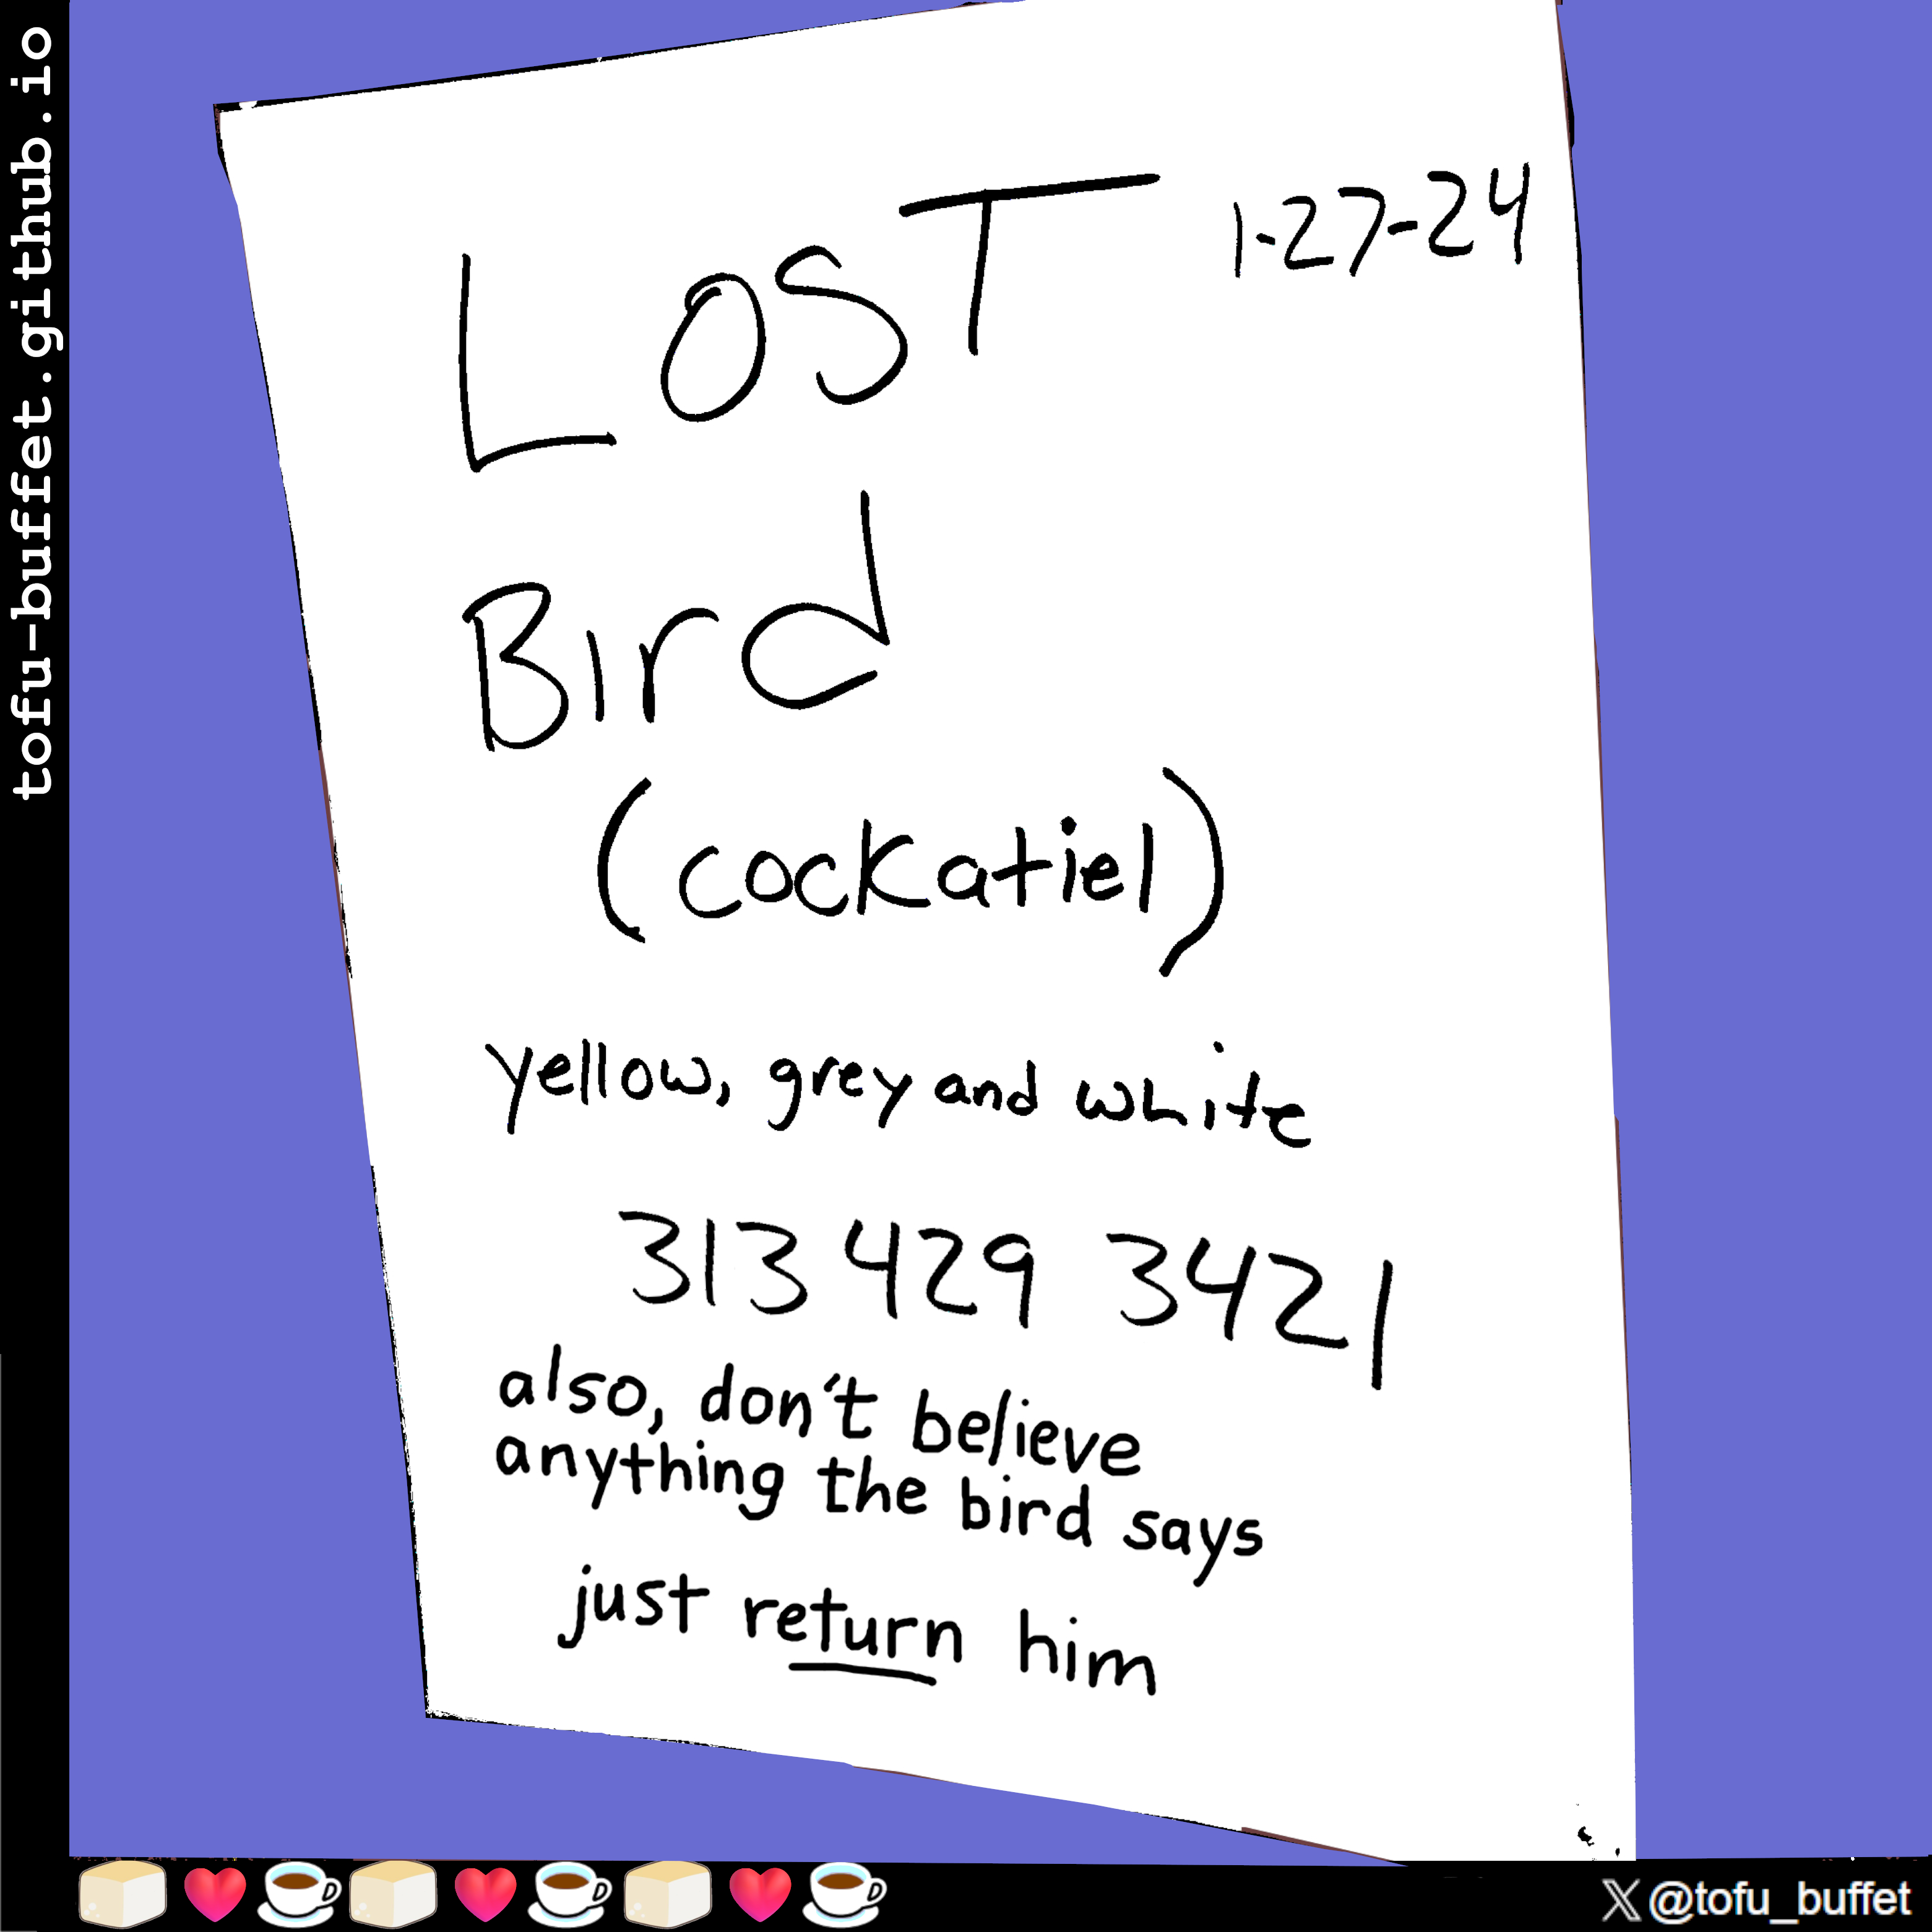 tofu-buffet.github.io
LOST
1-27-24
Bird
(cockatiel)
yellow, grey and white
313 429 3421
also, don't believe
anything the bird says
just return him
X @tofu_buffet